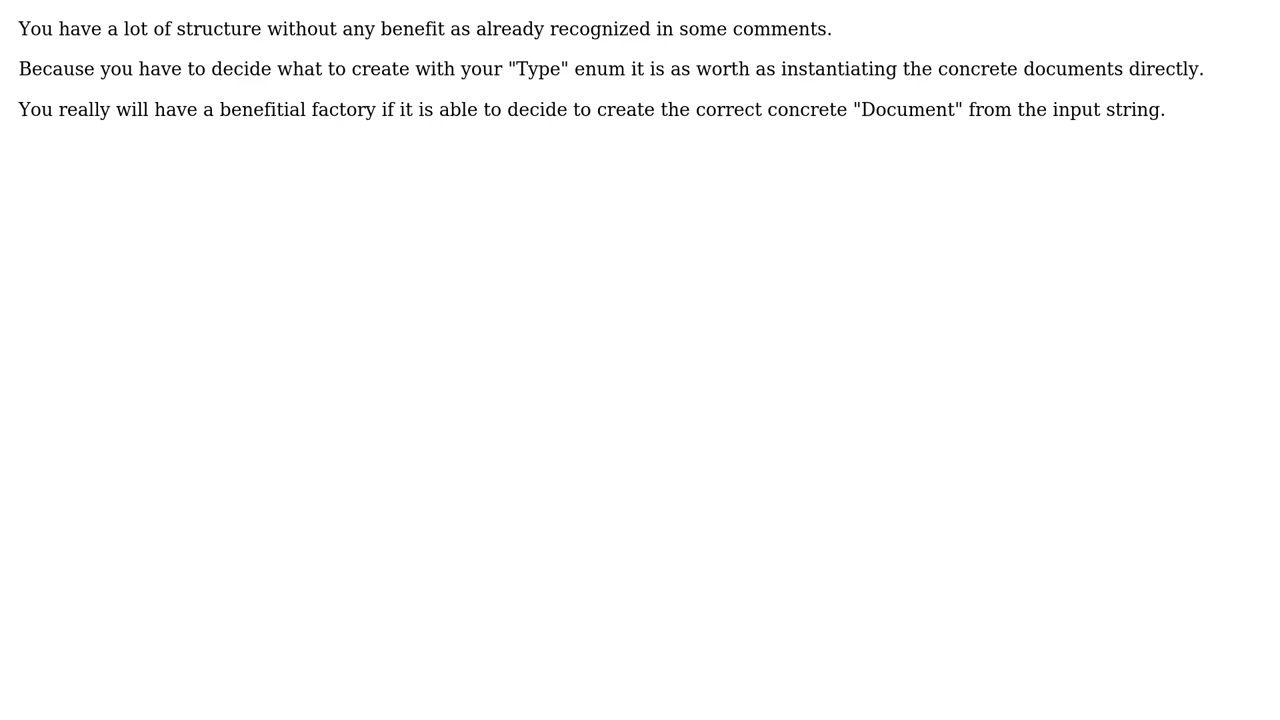 You have a lot of structure without any benefit as already recognized in some comments.
Because you have to decide what to create with your "Type" enum it is as worth as instantiating the concrete documents directly.
You really will have a benefitial factory if it is able to decide to create the correct concrete "Document" from the input string.